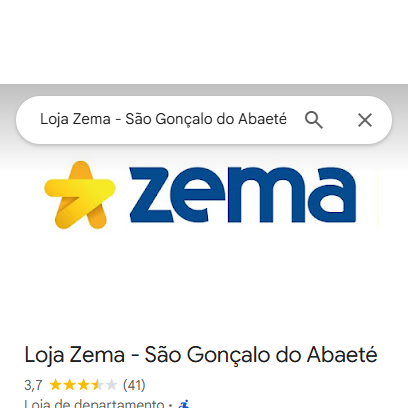 Loja Zema - São Gonçalo do Abaeté
zema
Loja Zema - São Gonçalo do Abaeté
3,7 (41)
Loja de departamento ·